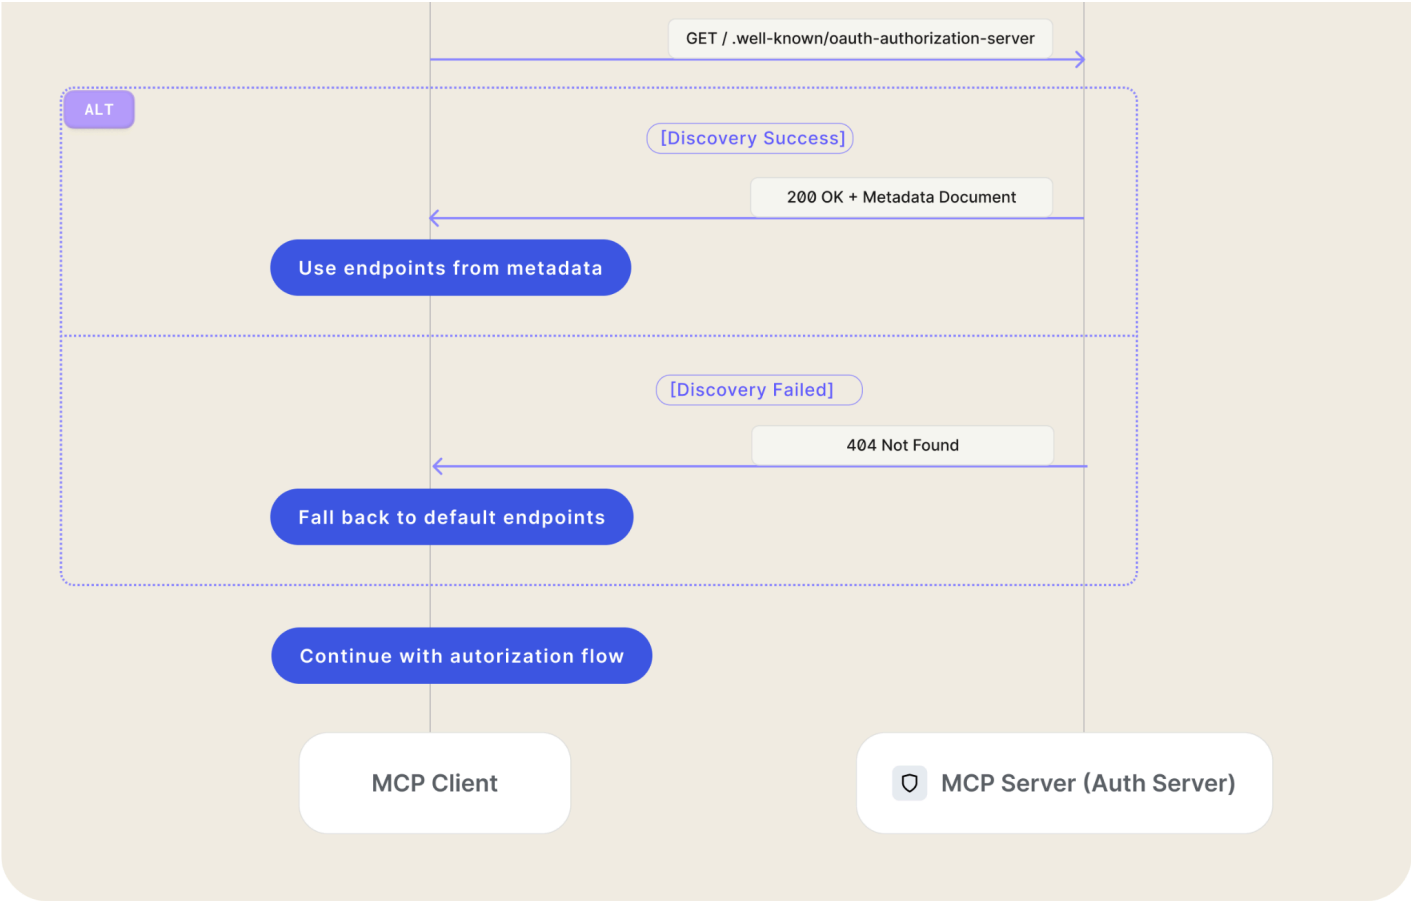 GET / .well-known/oauth-authorization-server
ALT
[Discovery Success]
200 OK + Metadata Document
Use endpoints from metadata
[Discovery Failed]
404 Not Found
Fall back to default endpoints
Continue with autorization flow
MCP Client
MCP Server (Auth Server)